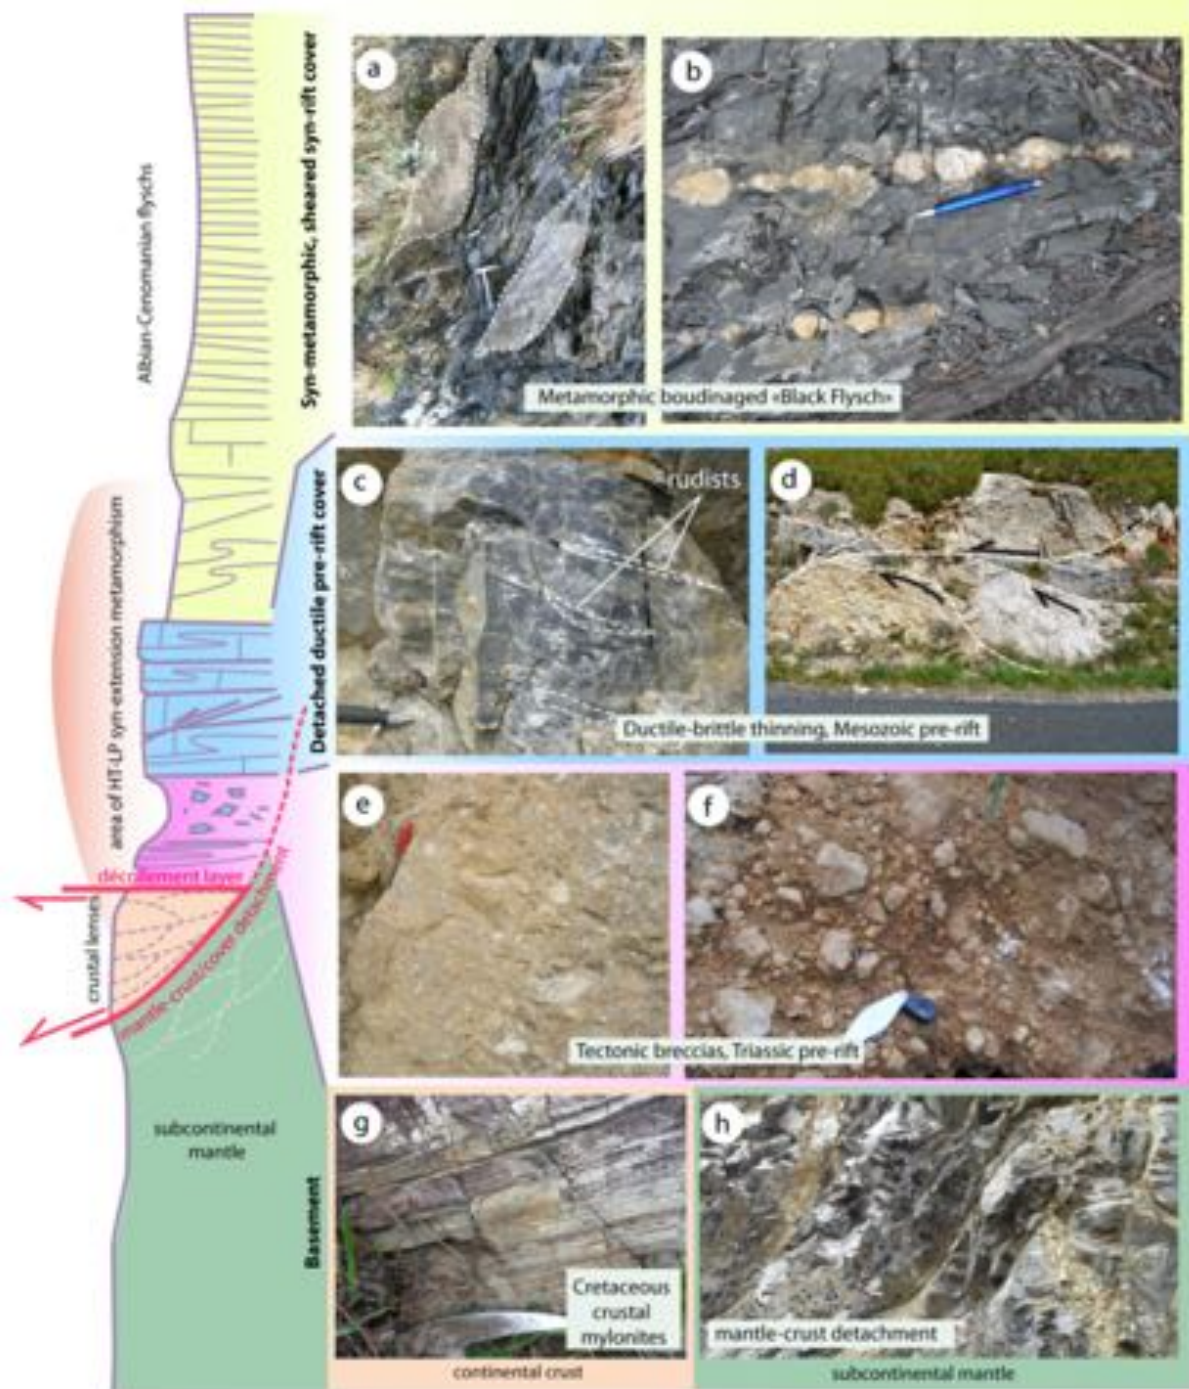 Albian-Cenomanian flyschs
Syn-metamorphic, sheared syn-rift cover
a
b
Metamorphic boudinaged «Black Flysch»
area of HT-LP syn-extension metamorphism
Detached ductile pre-rift cover
c
rudists
d
Ductile-brittle thinning, Mesozoic pre-rift
décollement layer
crustal lenses
mantle-crust/cover detachment
e
f
Tectonic breccias, Triassic pre-rift
subcontinental
mantle
Basement
g
Cretaceous
crustal
mylonites
continental crust
h
mantle-crust detachment
subcontinental mantle